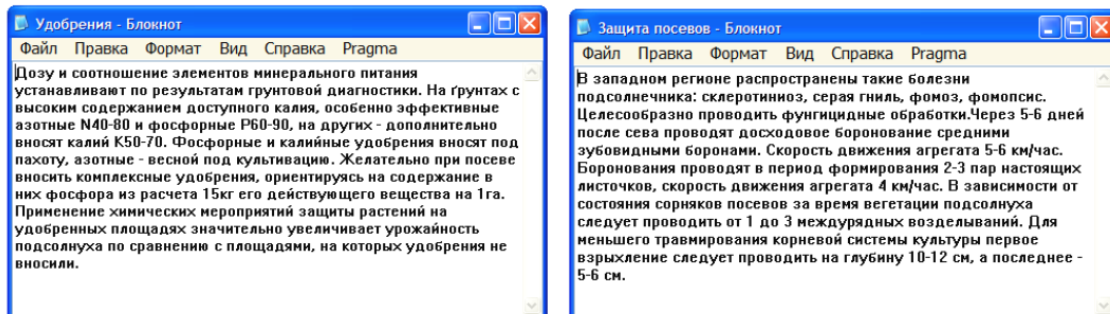 Удобрения - Блокнот
Файл Правка Формат Вид Справка Pragma
Дозу и соотношение элементов минерального питания
устанавливают по результатам грунтовой диагностики. На ґрунтах с
высоким содержанием доступного калия, особенно эффективные
азотные N40-80 и фосфорные P60-90, на других - дополнительно
вносят калий K50-70. Фосфорные и калийные удобрения вносят под
пахоту, азотные - весной под культивацию. Желательно при посеве
вносить комплексные удобрения, ориентируясь на содержание в
них фосфора из расчета 15кг его действующего вещества на 1га.
Применение химических мероприятий защиты растений на
удобренных площадях значительно увеличивает урожайность
подсолнуха по сравнению с площадями, на которых удобрения не
вносили.
Защита посевов - Блокнот
Файл Правка Формат Вид Справка Pragma
В западном регионе распространены такие болезни
подсолнечника: склеротиниоз, серая гниль, фомоз, фомопсис.
Целесообразно проводить фунгицидные обработки.Через 5-6 дней
после сева проводят досходовое боронование средними
зубовидными боронами. Скорость движения агрегата 5-6 км/час.
Боронования проводят в период формирования 2-3 пар настоящих
листочков, скорость движения агрегата 4 км/час. В зависимости от
состояния сорняков посевов за время вегетации подсолнуха
следует проводить от 1 до 3 междурядных возделываний. Для
меньшего травмирования корневой системы культуры первое
взрыхление следует проводить на глубину 10-12 см, а последнее -
5-6 см.